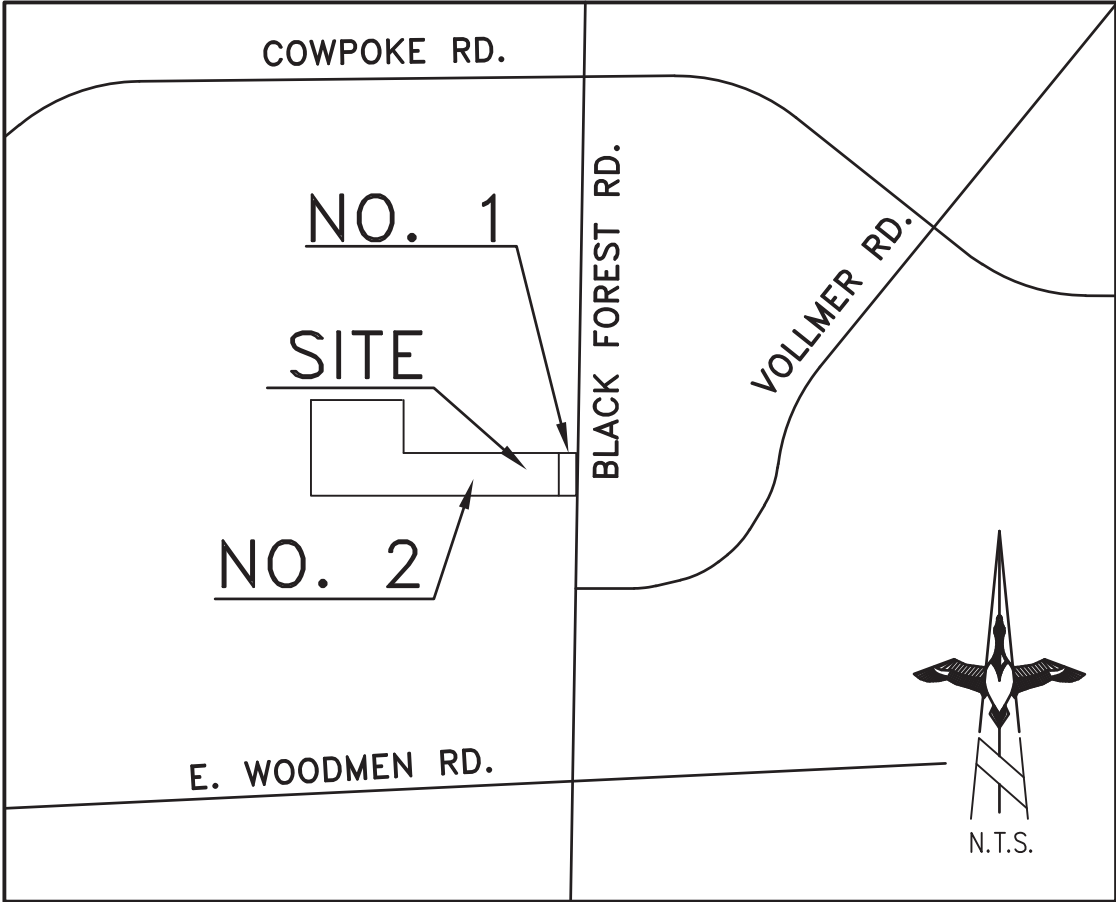 COWPOKE RD.
NO. 1
BLACK FOREST RD.
VOLLMER RD.
SITE
NO. 2
E. WOODMEN RD.
N.T.S.